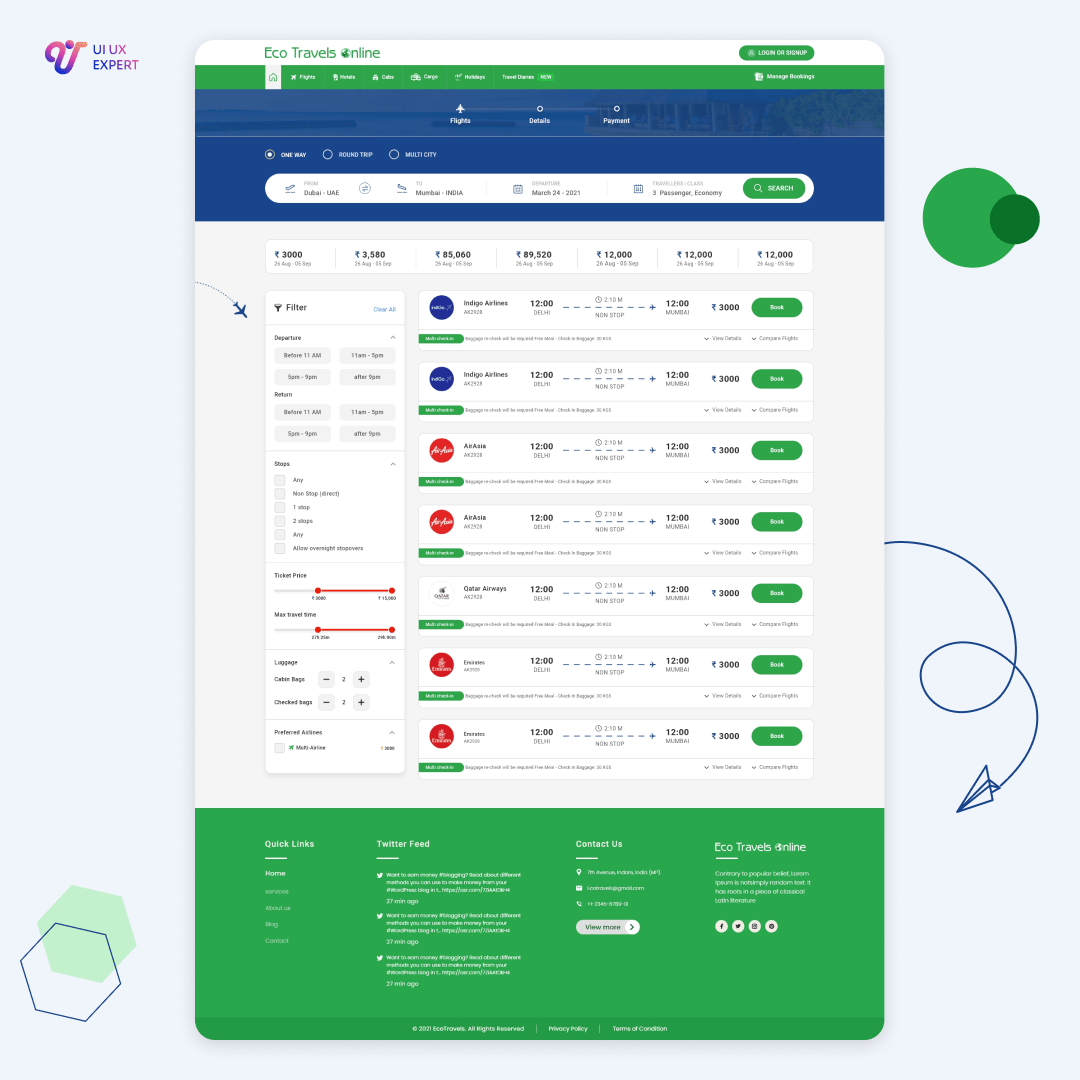 UI UX
EXPERT
Eco Travels Online
LOGIN OR SIGNUP
Flights
Hotels
Cabs
Cargo
Holidays
Travel Diaries NEW
Manage Bookings
Flights
Details
Payment
ONE WAY
ROUND TRIP
MULTI CITY
FROM
Dubai - UAE
TO
Mumbai - INDIA
DEPARTURE
March 24 - 2021
TRAVELLERS | CLASS
3 Passenger, Economy
SEARCH
₹ 3000
26 Aug - 05 Sep
₹ 3,580
26 Aug - 05 Sep
₹ 85,060
26 Aug - 05 Sep
₹ 89,520
26 Aug - 05 Sep
₹ 12,000
26 Aug - 05 Sep
₹ 12,000
26 Aug - 05 Sep
₹ 12,000
26 Aug - 05 Sep
Filter
Clear All
Departure
Before 11 AM
11am - 5pm
5pm - 9pm
after 9pm
Return
Before 11 AM
11am - 5pm
5pm - 9pm
after 9pm
Stops
Any
Non Stop (direct)
1 stop
2 stops
Any
Allow overnight stopovers
Ticket Price
₹ 3000
₹ 15,000
Max travel time
27h 25m
Luggage
Cabin Bags
2
Checked bags
2
Preferred Airlines
Multi-Airline
₹ 3000
IndiGo
Indigo Airlines
AK2928
12:00
DELHI
2:10 M
NON STOP
12:00
MUMBAI
₹ 3000
Book
Multi check-in
Baggage re-check will be required Free Meal - Check In Baggage: 30 KGS
View Details
Compare Flights
IndiGo
Indigo Airlines
AK2928
12:00
DELHI
2:10 M
NON STOP
12:00
MUMBAI
₹ 3000
Book
Multi check-in
Baggage re-check will be required Free Meal - Check In Baggage: 30 KGS
View Details
Compare Flights
AirAsia
AirAsia
AK2928
12:00
DELHI
2:10 M
NON STOP
12:00
MUMBAI
₹ 3000
Book
Multi check-in
Baggage re-check will be required Free Meal - Check In Baggage: 30 KGS
View Details
Compare Flights
AirAsia
AirAsia
AK2928
12:00
DELHI
2:10 M
NON STOP
12:00
MUMBAI
₹ 3000
Book
Multi check-in
Baggage re-check will be required Free Meal - Check In Baggage: 30 KGS
View Details
Compare Flights
QATAR
Qatar Airways
AK2928
12:00
DELHI
2:10 M
NON STOP
12:00
MUMBAI
₹ 3000
Book
Multi check-in
Baggage re-check will be required Free Meal - Check In Baggage: 30 KGS
View Details
Compare Flights
Emirates
Emirates
AK2928
12:00
DELHI
2:10 M
NON STOP
12:00
MUMBAI
₹ 3000
Book
Multi check-in
Baggage re-check will be required Free Meal - Check In Baggage: 30 KGS
View Details
Compare Flights
Emirates
Emirates
AK2928
12:00
DELHI
2:10 M
NON STOP
12:00
MUMBAI
₹ 3000
Book
Multi check-in
Baggage re-check will be required Free Meal - Check In Baggage: 30 KGS
View Details
Compare Flights
Quick Links
Home
services
About us
Blog
Contact
Twitter Feed
Want to earn money #blogging? Read about different
methods you can use to make money from your
#WordPress blog in t...
27 min ago
Want to earn money #blogging? Read about different
methods you can use to make money from your
#WordPress blog in t...
27 min ago
Want to earn money #blogging? Read about different
methods you can use to make money from your
#WordPress blog in t...
27 min ago
Contact Us
7th Avenue, Indore, India (MP).
Ecotravels@gmail.com
+1-2345-6789-01
View more
Eco Travels Online
Contrary to popular belief, Lorem
Ipsum is notsimply random text. It
has roots in a piece of classical
Latin literature
© 2021 EcoTravels. All Rights Reserved
Privacy Policy
Terms of Condition